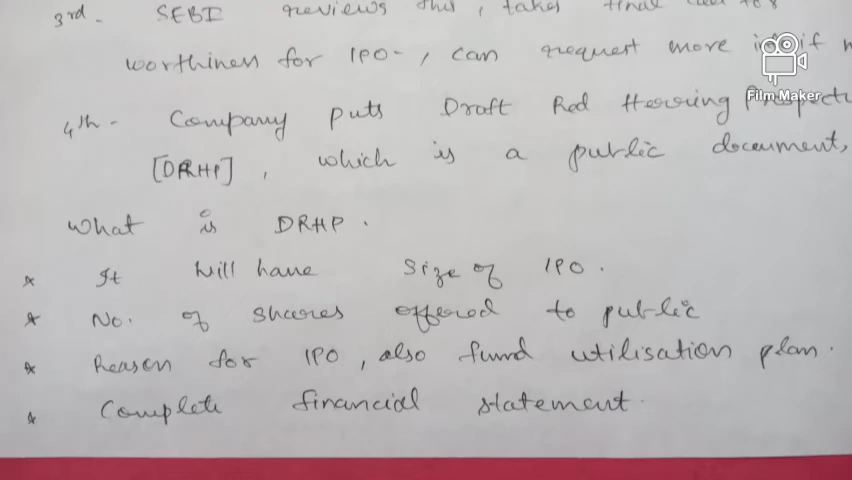 3rd - SEBI reviews this, takes final
worthiness for IPO-, can request more if
4th - Company puts Draft Red Herring
[DRHP], which is a public document,
What is DRHP.
* It will have size of IPO.
* No. of shares offered to public
* Reason for IPO, also fund utilisation plan.
* Complete financial statement.
Film Maker